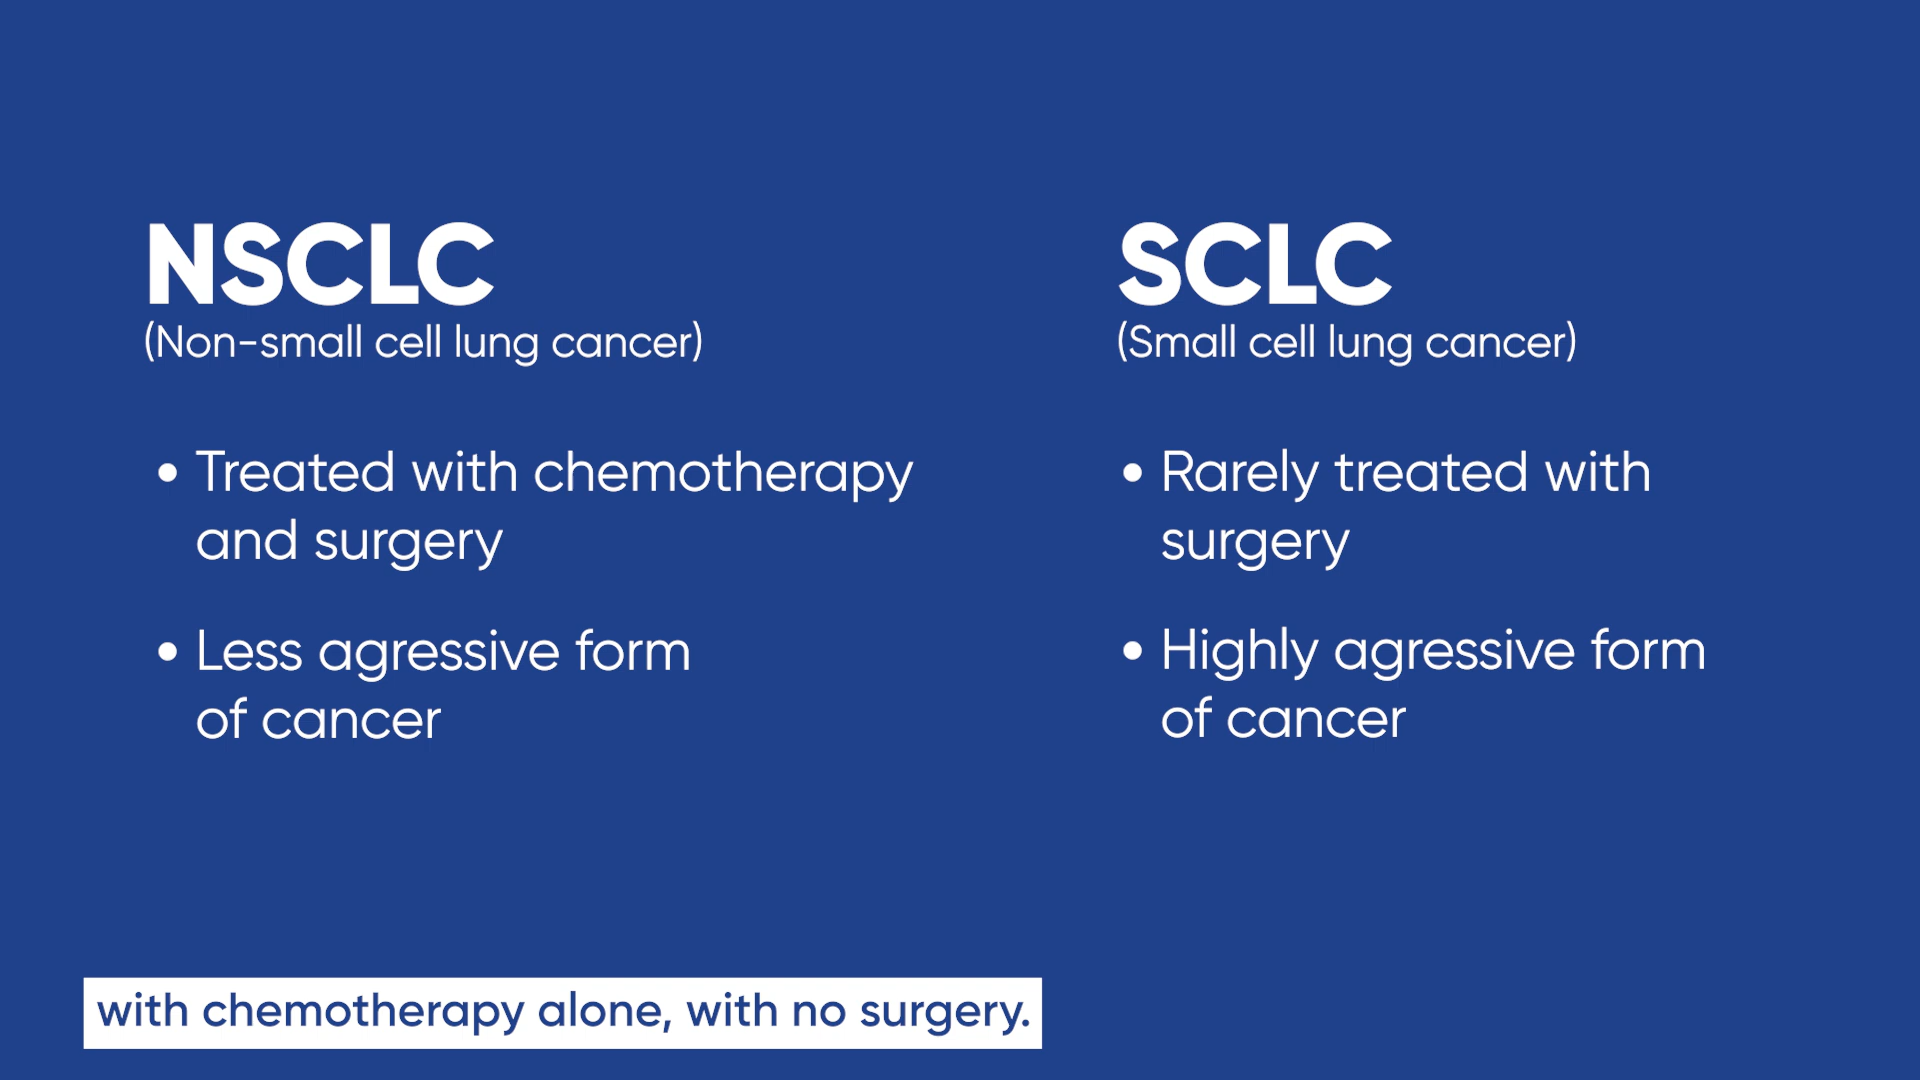 NSCLC
(Non-small cell lung cancer)
• Treated with chemotherapy
and surgery
• Less agressive form
of cancer
SCLC
(Small cell lung cancer)
• Rarely treated with
surgery
• Highly agressive form
of cancer
with chemotherapy alone, with no surgery.